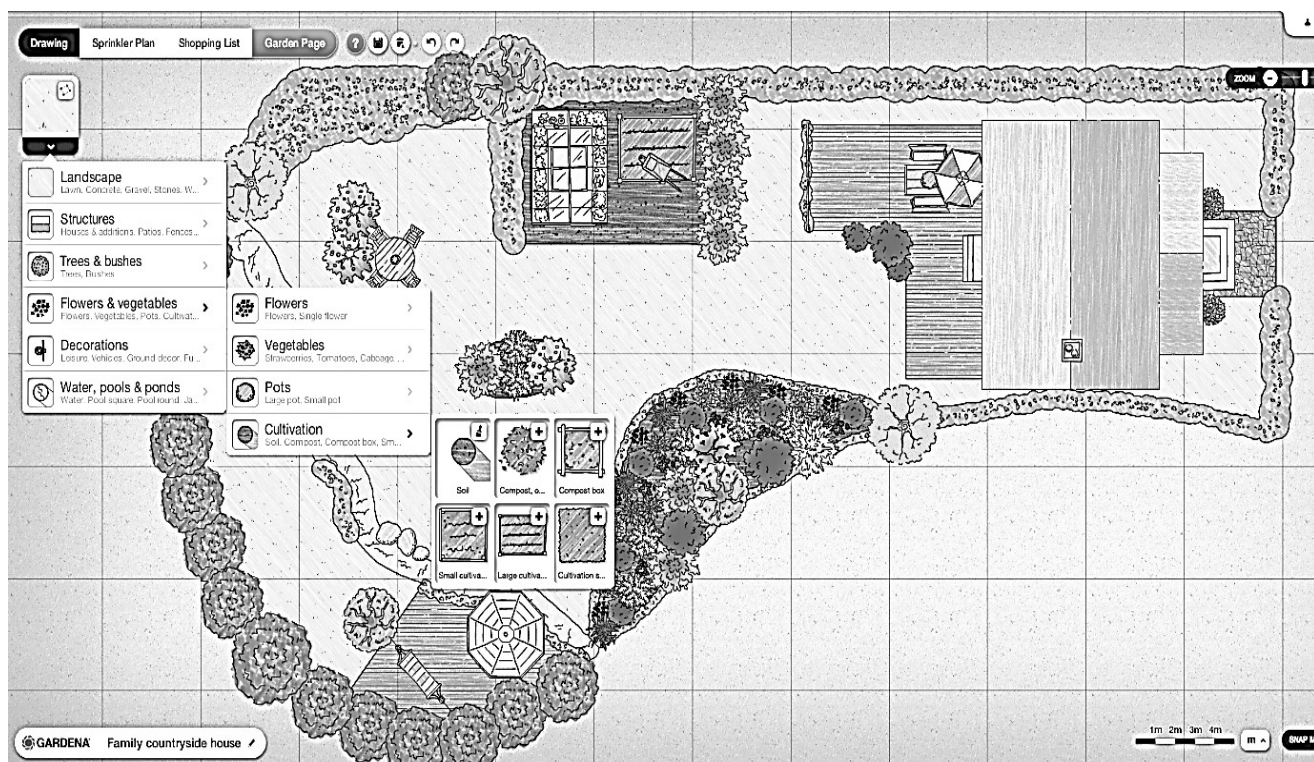 Drawing
Sprinkler Plan
Shopping List
Garden Page
?
ZOOM
Landscape
Lawn, Concrete, Gravel, Stones, W...
Structures
Houses & additions, Patios, Fences...
Trees & bushes
Trees, Bushes
Flowers & vegetables
Flowers, Vegetables, Pots, Cultivat...
Decorations
Leisure, Vehicles, Ground decor, Fu...
Water, pools & ponds
Water, Pool square, Pool round, Ja...
Flowers
Flowers, Single flower
Vegetables
Strawberries, Tomatoes, Cabbage, ...
Pots
Large pot, Small pot
Cultivation
Soil, Compost, Compost box, Sm...
Soil
Compost, o...
Compost box
Small cultiva...
Large cultiva...
Cultivation s...
GARDENA
Family countryside house
1m 2m 3m 4m
m
SNAP